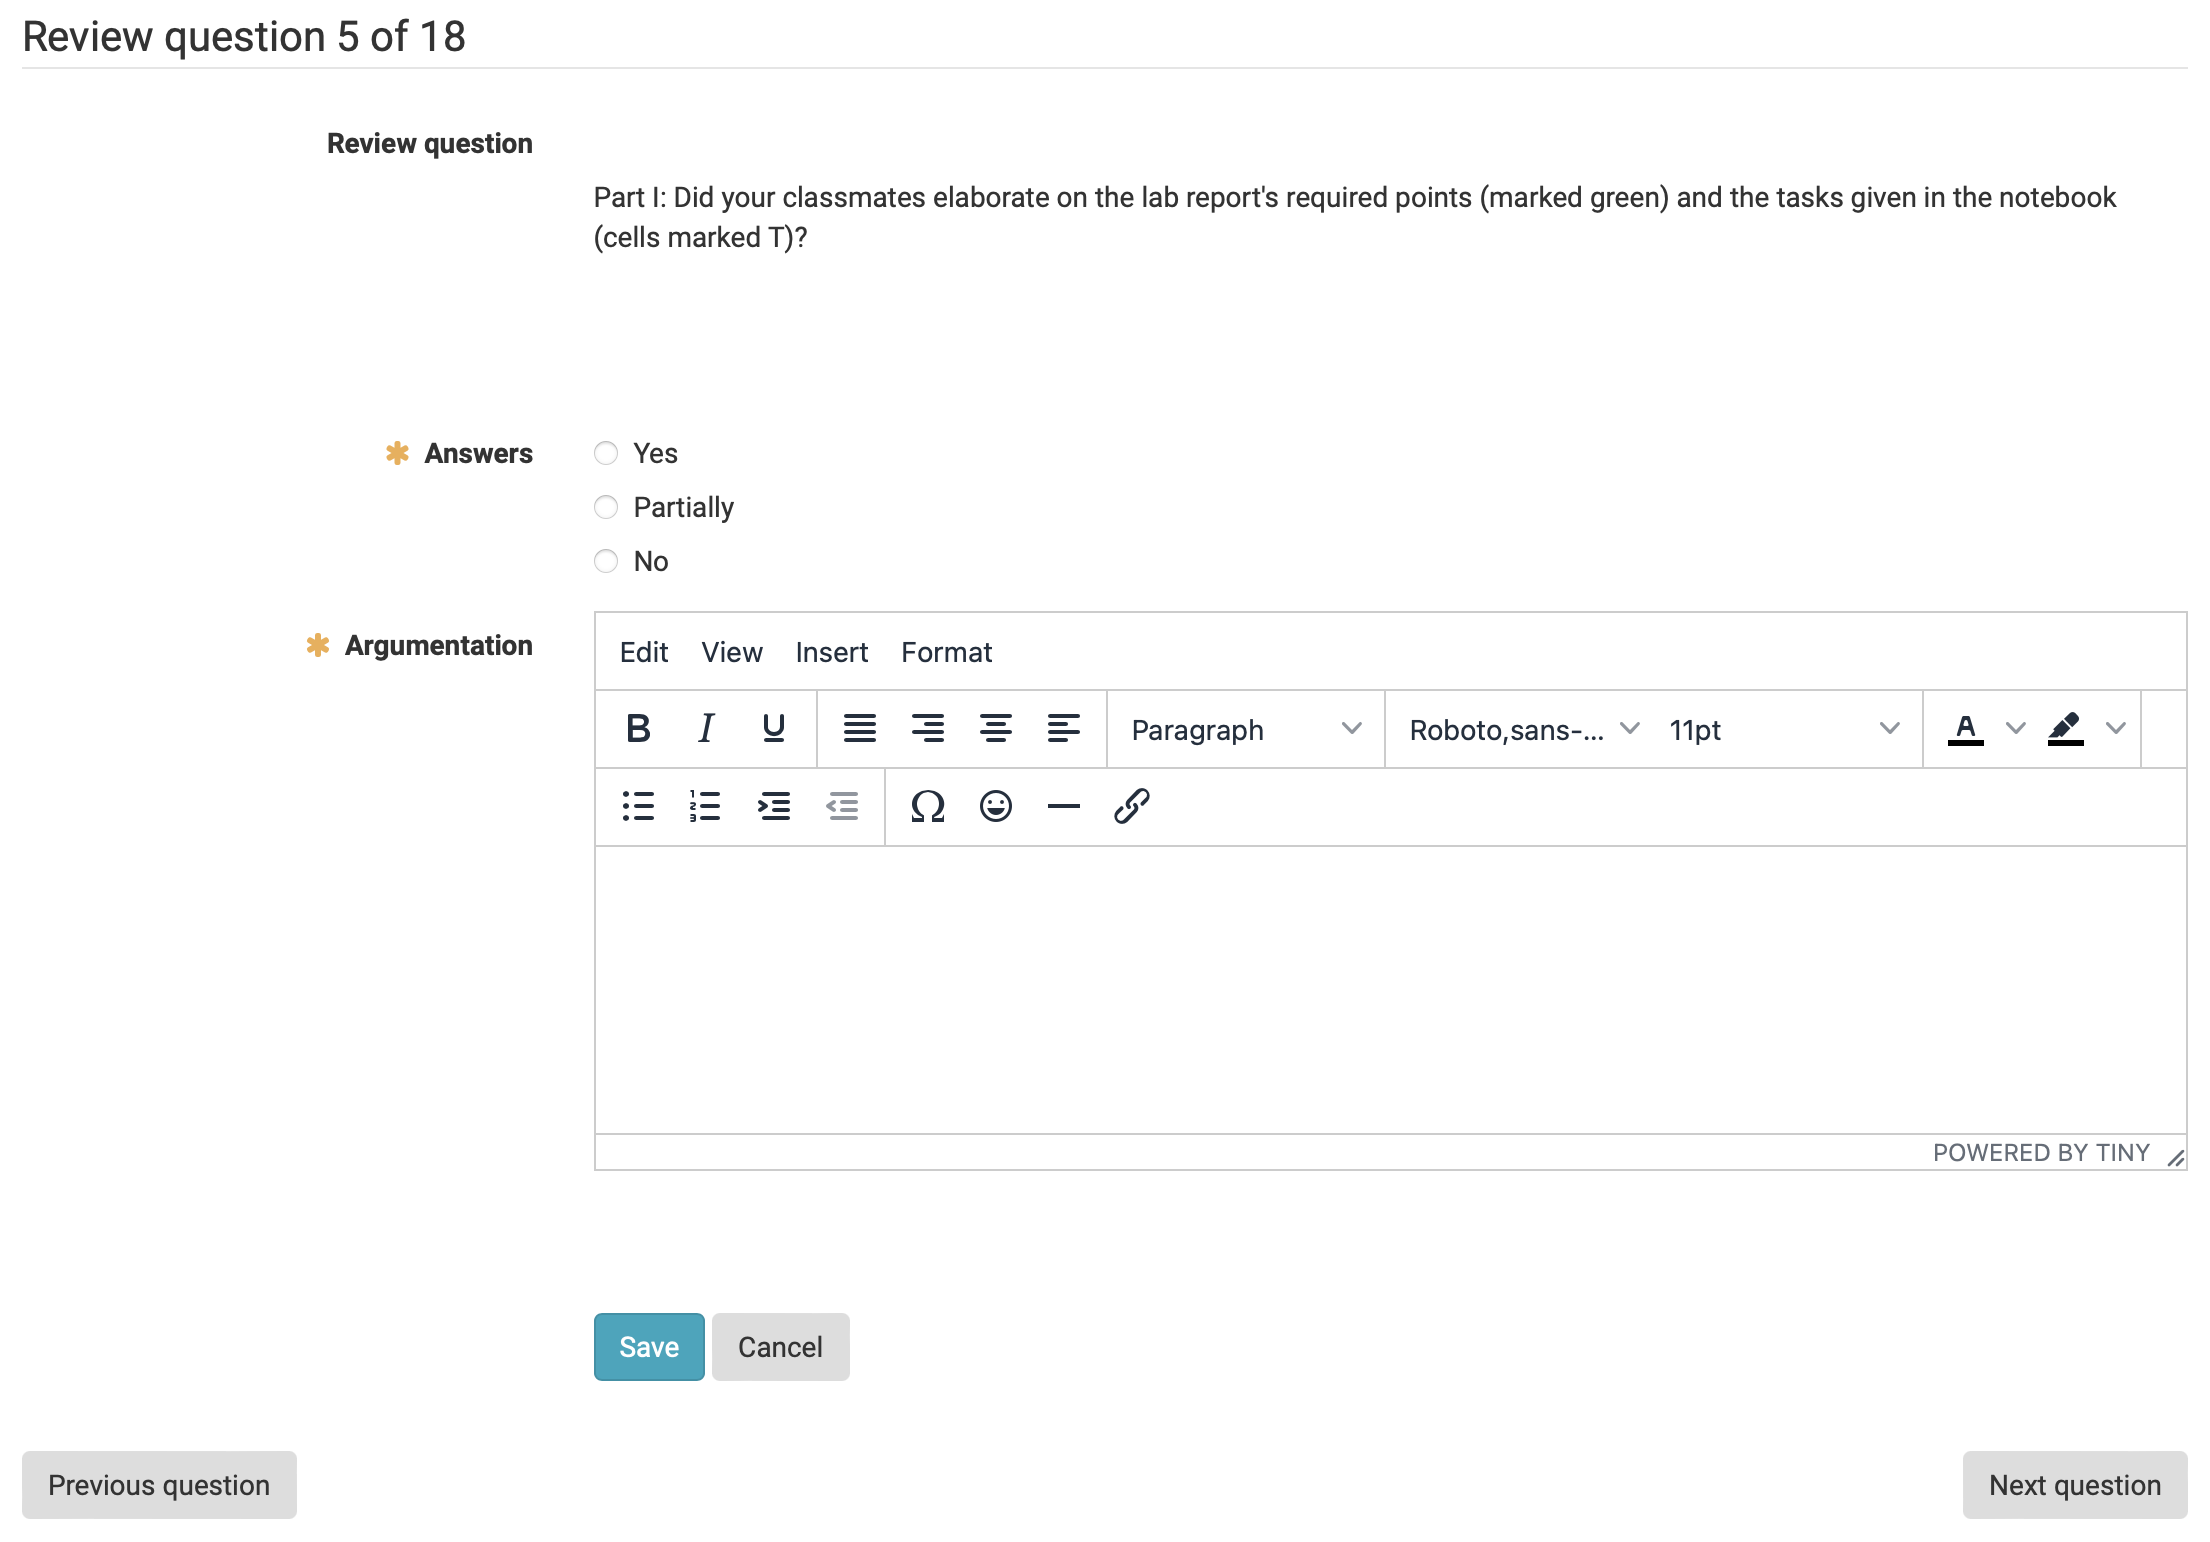 Review question 5 of 18
Review question
Part I: Did your classmates elaborate on the lab report's required points (marked green) and the tasks given in the notebook
(cells marked T)?
Answers
Yes
Partially
No
Argumentation
Edit View Insert Format
B I U Paragraph Roboto,sans-... 11pt A
Ω
POWERED BY TINY
Save Cancel
Previous question Next question